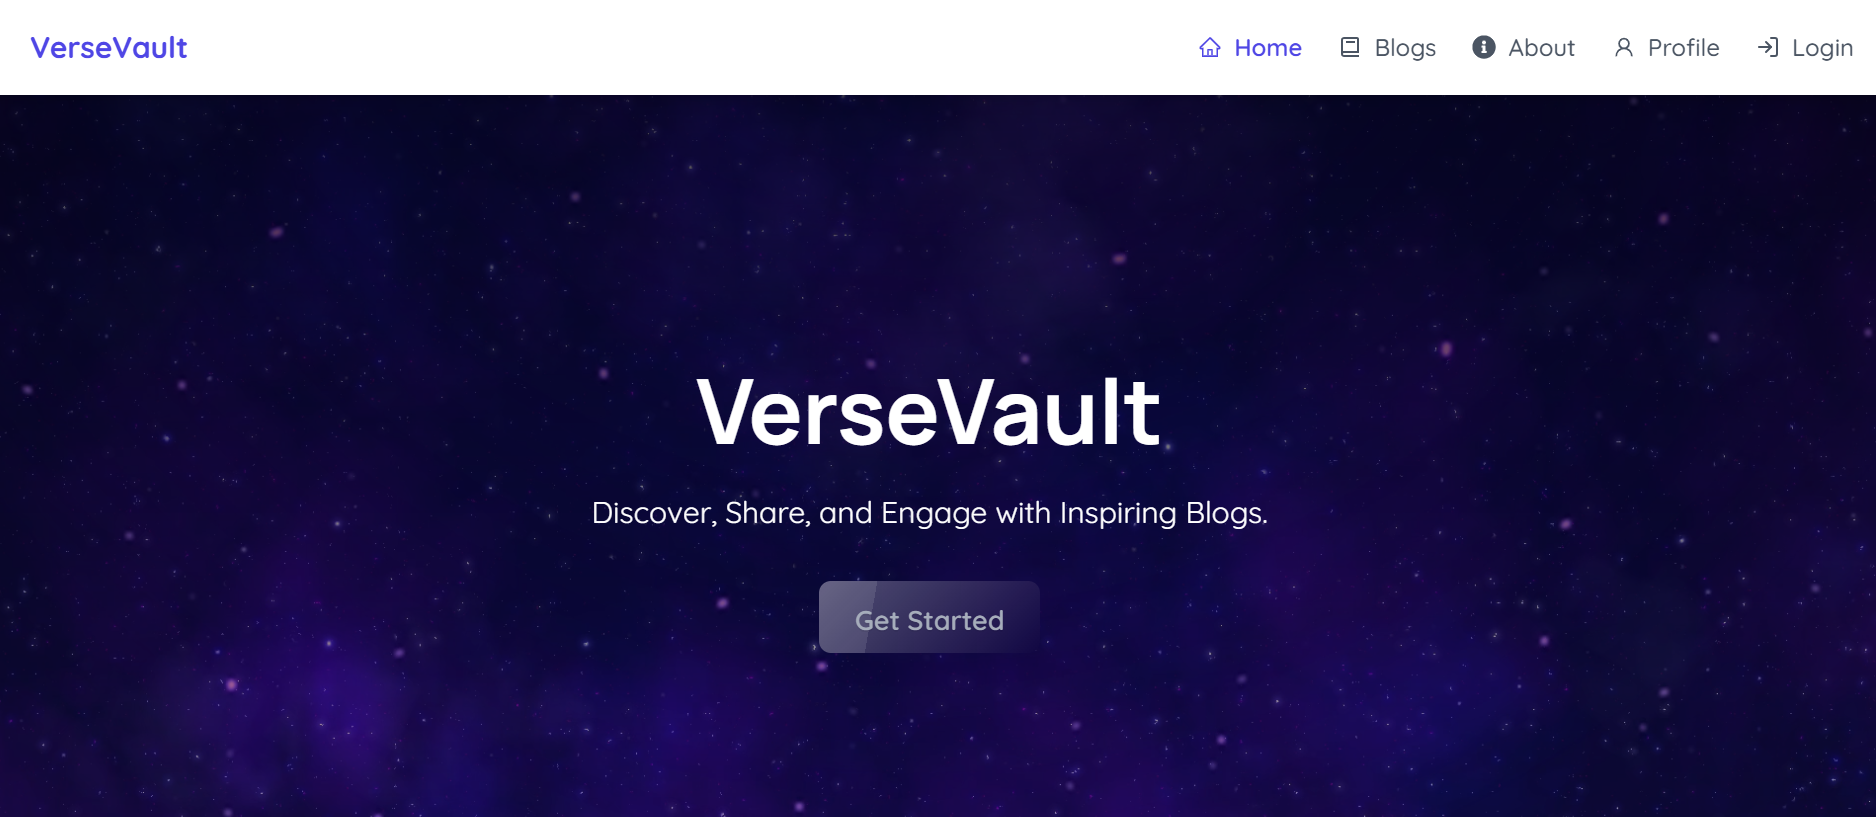 VerseVault
Home Blogs About Profile Login
VerseVault
Discover, Share, and Engage with Inspiring Blogs.
Get Started